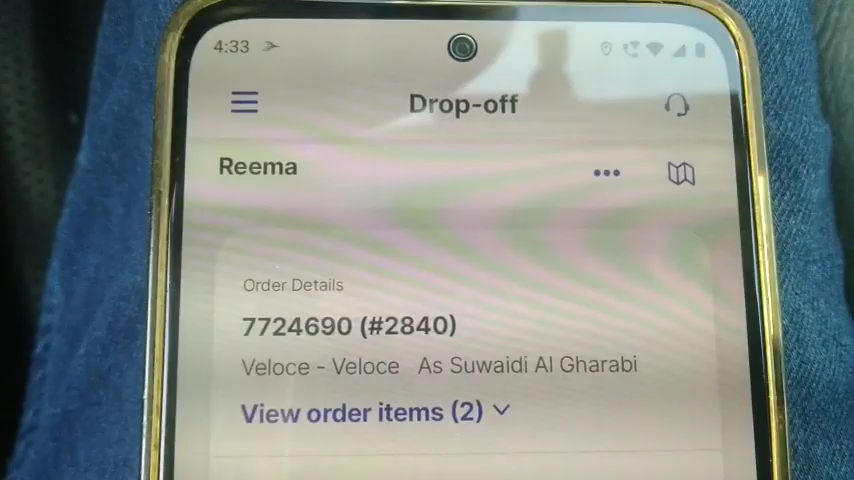 4:33
Drop-off
Reema
Order Details
7724690 (#2840)
Veloce - Veloce As Suwaidi Al Gharabi
View order items (2)